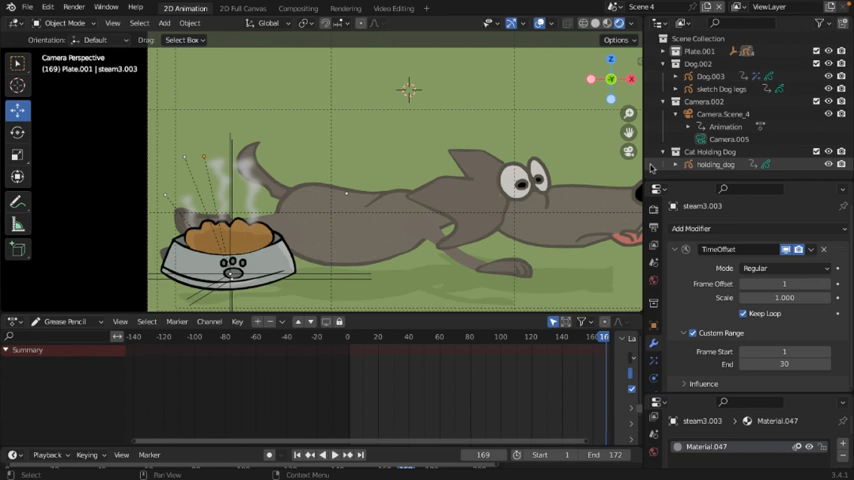 File Edit Render Window Help 2D Animation 2D Full Canvas Compositing Rendering Video Editing Scene 4 ViewLayer
Object Mode View Select Add Object Global
Orientation: Default Drag: Select Box Options
Camera Perspective
(169) Plate.001 | steam3.003
Z
X
Y
Scene Collection
Plate.001
Dog.002
Dog.003
sketch Dog legs
Camera.002
Camera.Scene_4
Animation
Camera.005
Cat Holding Dog
holding_dog
steam3.003
Add Modifier
TimeOffset
Mode Regular
Frame Offset 1
Scale 1.000
Keep Loop
Custom Range
Frame Start 1
End 30
Influence
Grease Pencil View Select Marker Channel Key
-140 -120 -100 -80 -60 -40 -20 0 20 40 60 80 100 120 140 16
Summary
steam3.003 Material.047
Material.047
Playback Keying View Marker 169 Start 1 End 172
Select Pan View Context Menu 3.4.1